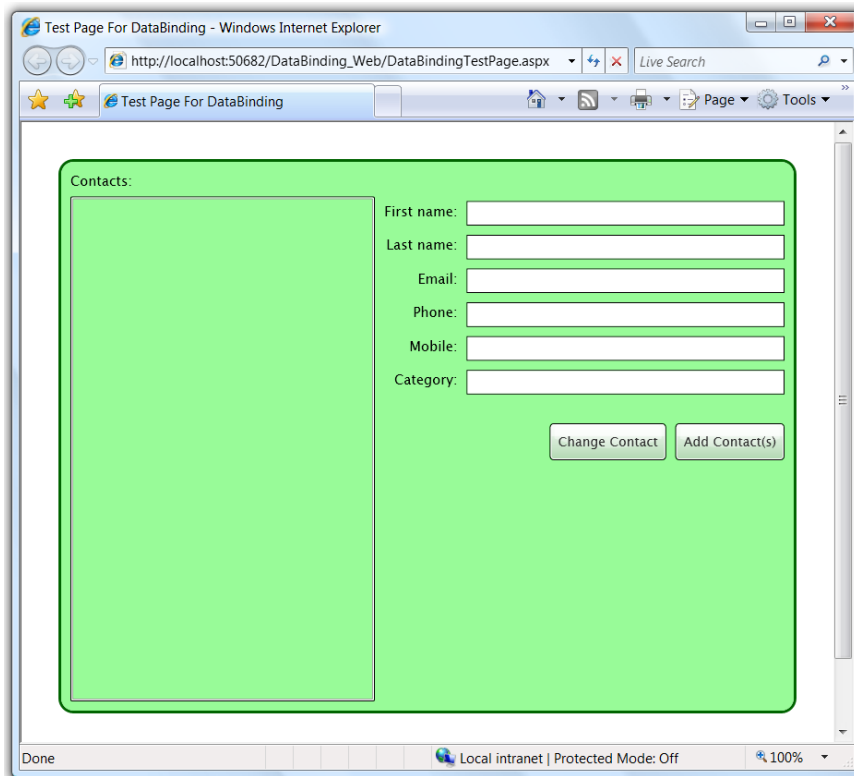 Test Page For DataBinding - Windows Internet Explorer
http://localhost:50682/DataBinding_Web/DataBindingTestPage.aspx
Live Search
Test Page For DataBinding
Page
Tools
Contacts:
First name:
Last name:
Email:
Phone:
Mobile:
Category:
Change Contact
Add Contact(s)
Done
Local intranet | Protected Mode: Off
100%